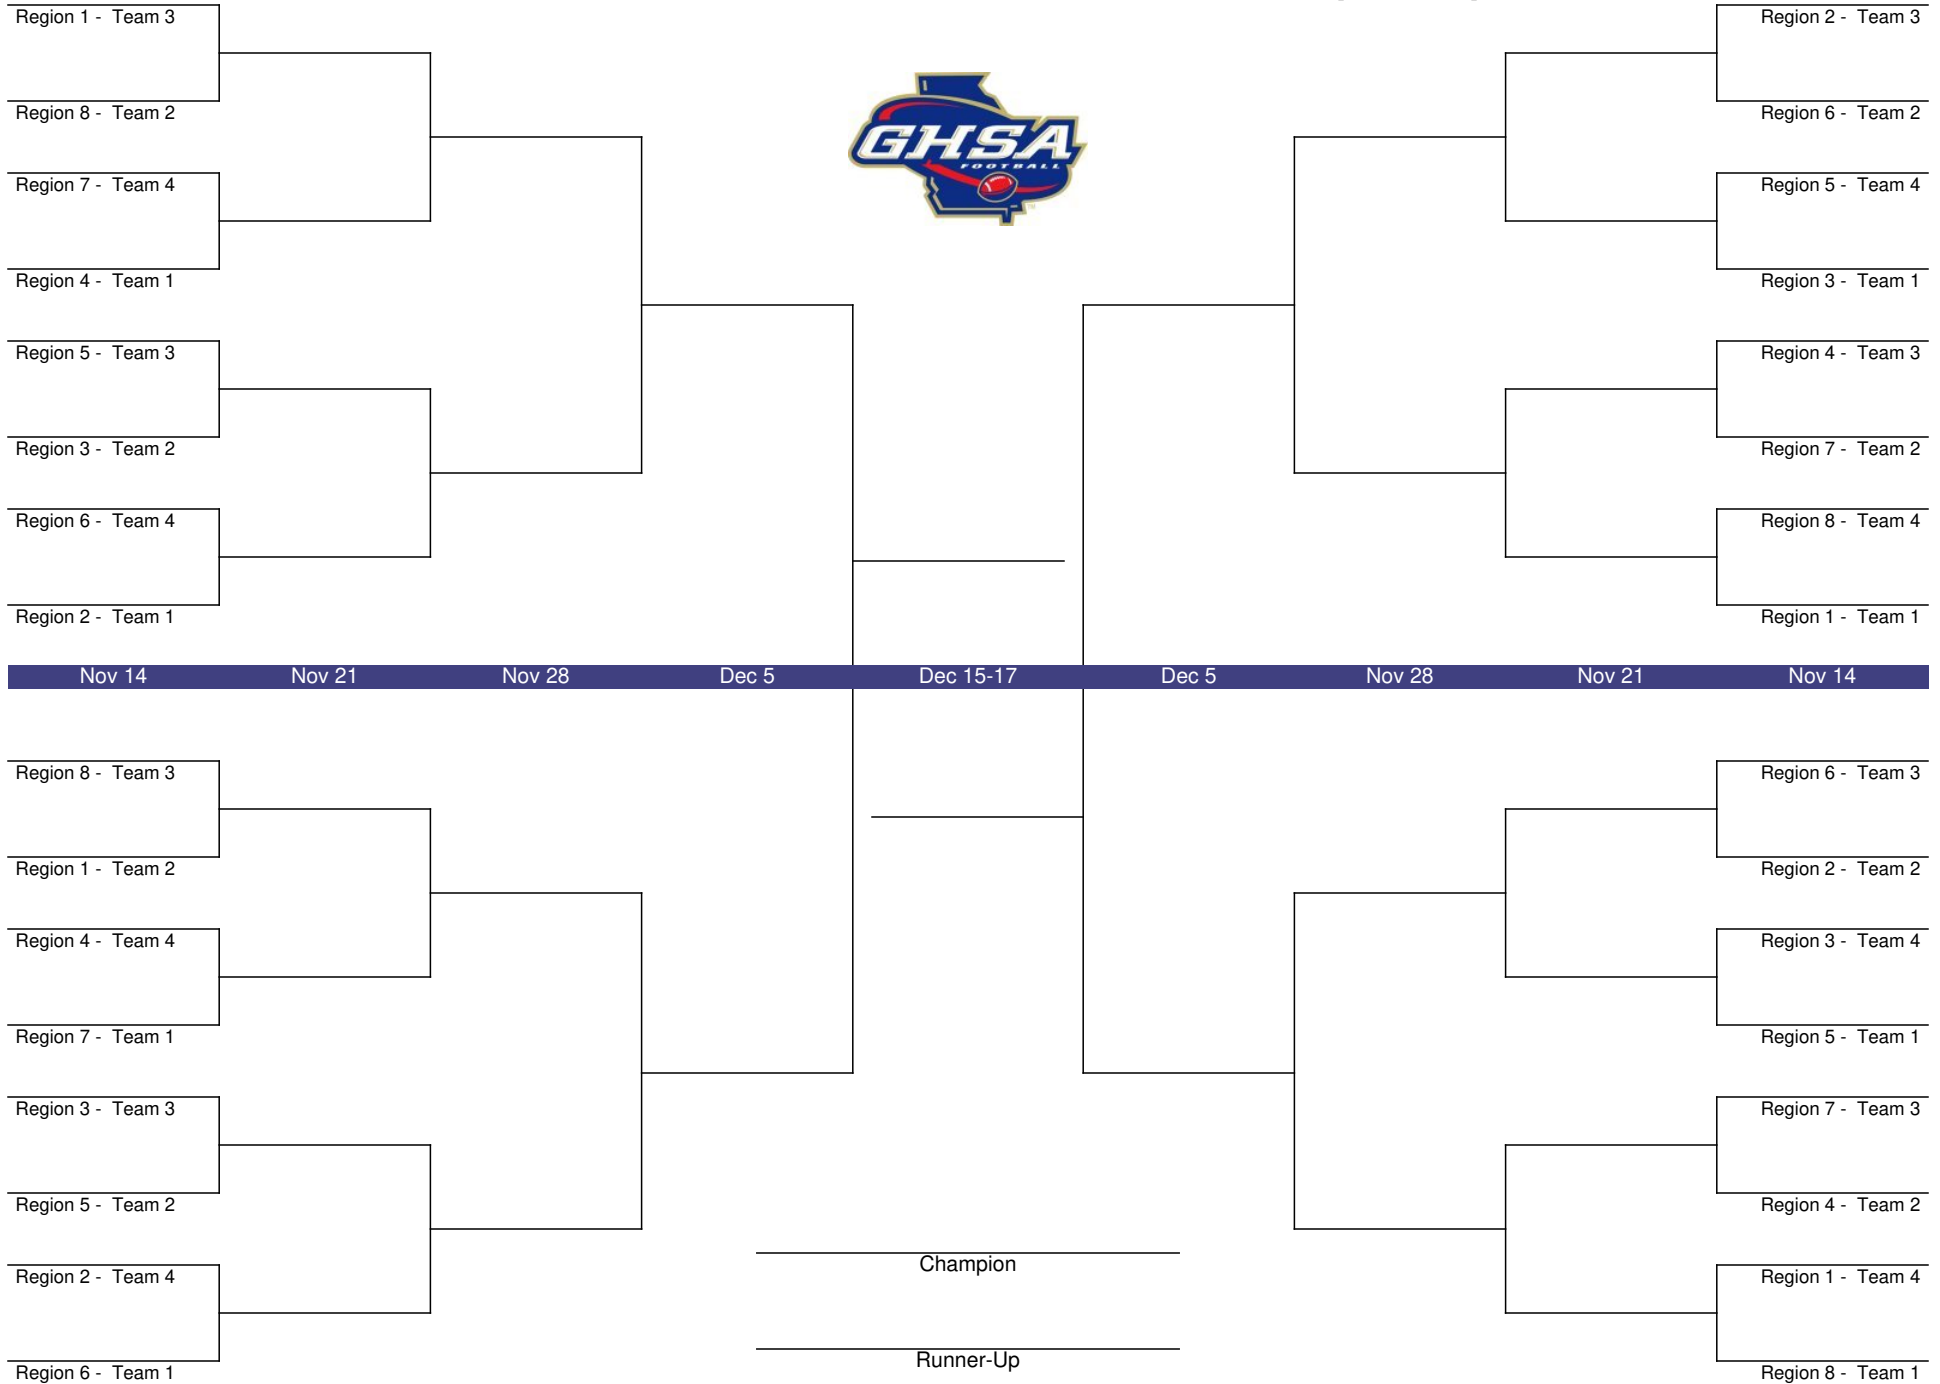 Region 1 - Team 3
Region 2 - Team 3
Region 8 - Team 2
Region 6 - Team 2
GHSA
FOOTBALL
Region 7 - Team 4
Region 5 - Team 4
Region 4 - Team 1
Region 3 - Team 1
Region 5 - Team 3
Region 4 - Team 3
Region 3 - Team 2
Region 7 - Team 2
Region 6 - Team 4
Region 8 - Team 4
Region 2 - Team 1
Region 1 - Team 1
Nov 14 Nov 21 Nov 28 Dec 5 Dec 15-17 Dec 5 Nov 28 Nov 21 Nov 14
Region 8 - Team 3
Region 6 - Team 3
Region 1 - Team 2
Region 2 - Team 2
Region 4 - Team 4
Region 3 - Team 4
Region 7 - Team 1
Region 5 - Team 1
Region 3 - Team 3
Region 7 - Team 3
Region 5 - Team 2
Region 4 - Team 2
Champion
Region 2 - Team 4
Region 1 - Team 4
Runner-Up
Region 6 - Team 1
Region 8 - Team 1